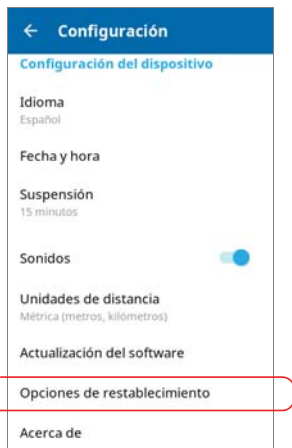 ← Configuración
Configuración del dispositivo
Idioma
Español
Fecha y hora
Suspensión
15 minutos
Sonidos
Unidades de distancia
Métrica (metros, kilómetros)
Actualización del software
Opciones de restablecimiento
Acerca de